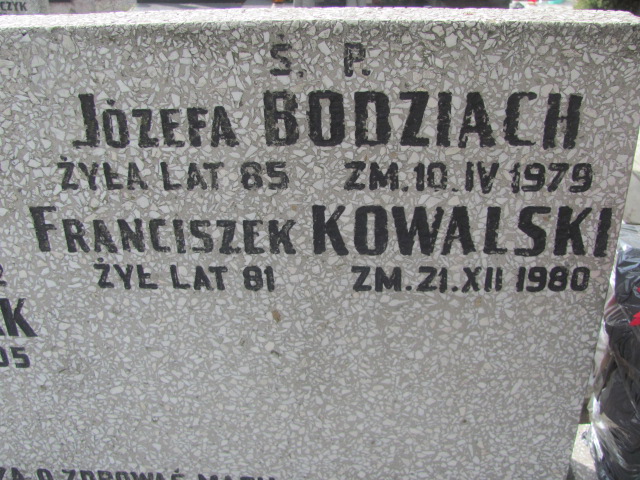 Ś. P.
JÓZEFA BODZIACH
ŻYŁA LAT 85 ZM. 10. IV 1979
FRANCISZEK KOWALSKI
ŻYŁ LAT 81 ZM. 21. XII 1980